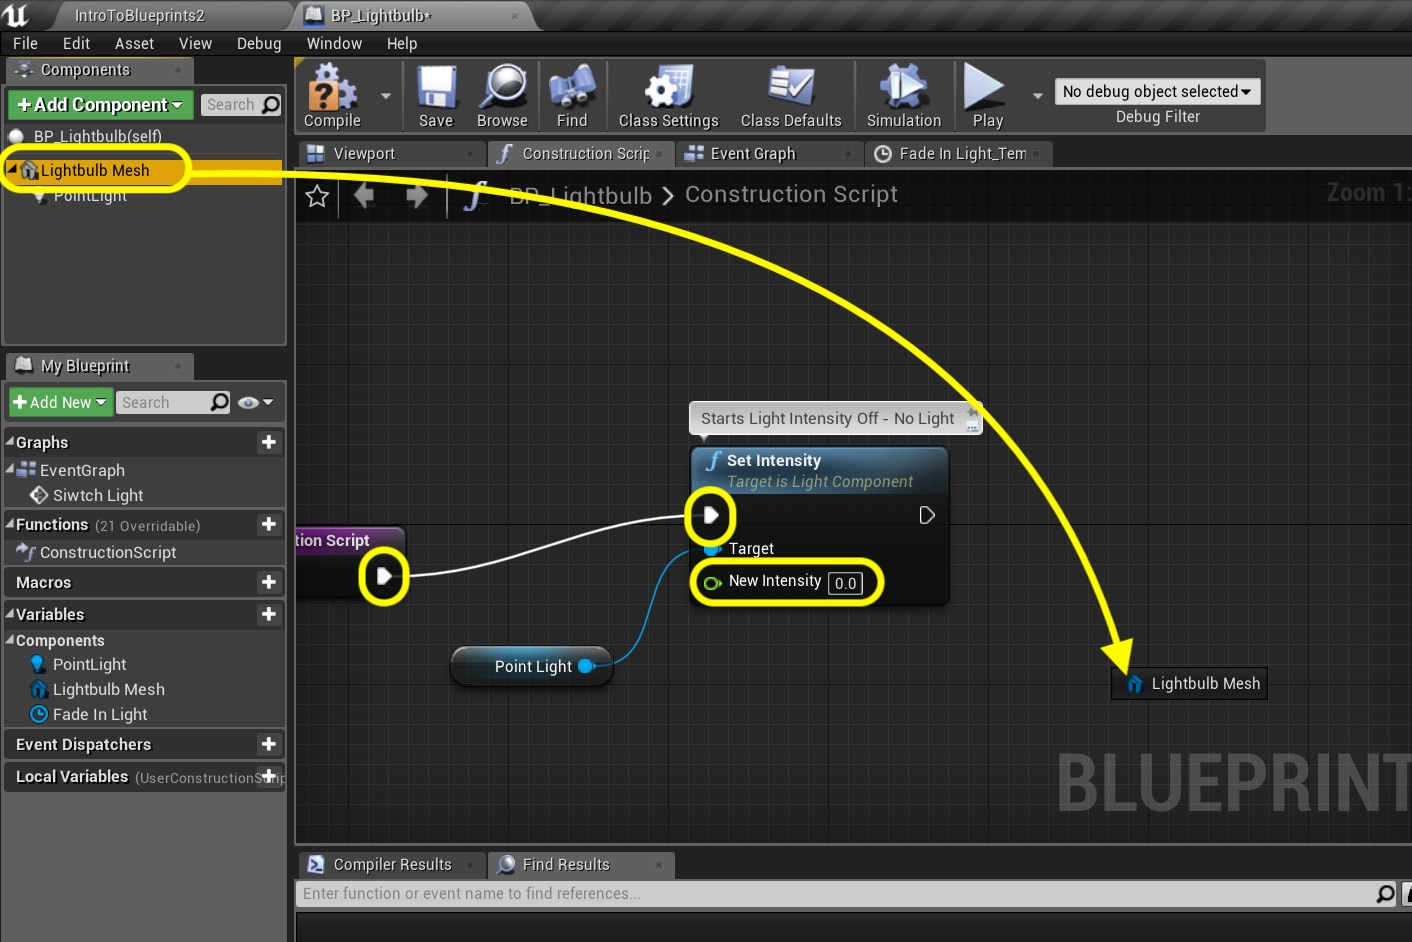 IntroToBlueprints2
BP_Lightbulb*
File Edit Asset View Debug Window Help
Components
+Add Component
Search
BP_Lightbulb(self)
Lightbulb Mesh
PointLight
Compile
Save
Browse
Find
Class Settings
Class Defaults
Simulation
Play
No debug object selected
Debug Filter
Viewport
Construction Scrip
Event Graph
Fade In Light_Tem
BP_Lightbulb > Construction Script
Zoom 1:
My Blueprint
+Add New
Search
Graphs
EventGraph
Siwtch Light
Functions (21 Overridable)
ConstructionScript
Macros
Variables
Components
PointLight
Lightbulb Mesh
Fade In Light
Event Dispatchers
Local Variables (UserConstructionScrip
Starts Light Intensity Off - No Light
Set Intensity
Target is Light Component
Target
New Intensity 0.0
tion Script
Point Light
Lightbulb Mesh
BLUEPRINT
Compiler Results
Find Results
Enter function or event name to find references...